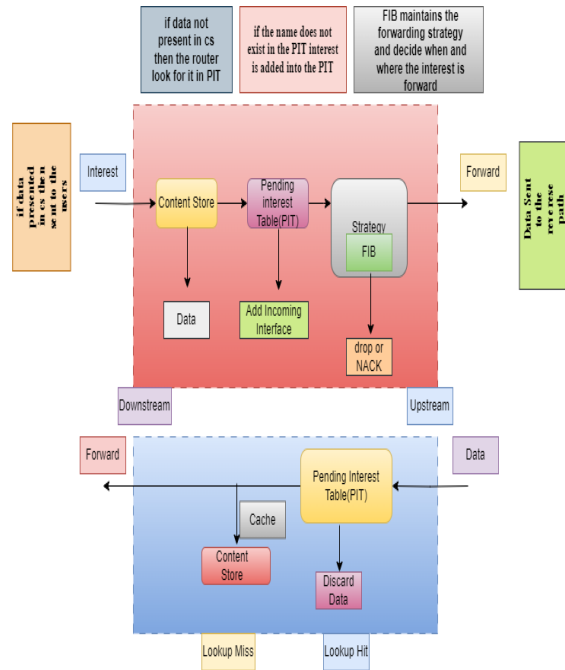 if data not
present in cs
then the router
look for it in PIT
if the name does not
exist in the PIT interest
is added into the PIT
FIB maintains the
forwarding strategy
and decide when and
where the interest is
forward
if data
presented
in cs then
sent to the
users
Interest
Content Store
Pending
interest
Table(PIT)
Strategy
FIB
Forward
Data Sent
to the
reverese
path
Data
Add Incoming
Interface
drop or
NACK
Downstream
Upstream
Forward
Pending Interest
Table(PIT)
Data
Cache
Content
Store
Discard
Data
Lookup Miss
Lookup Hit